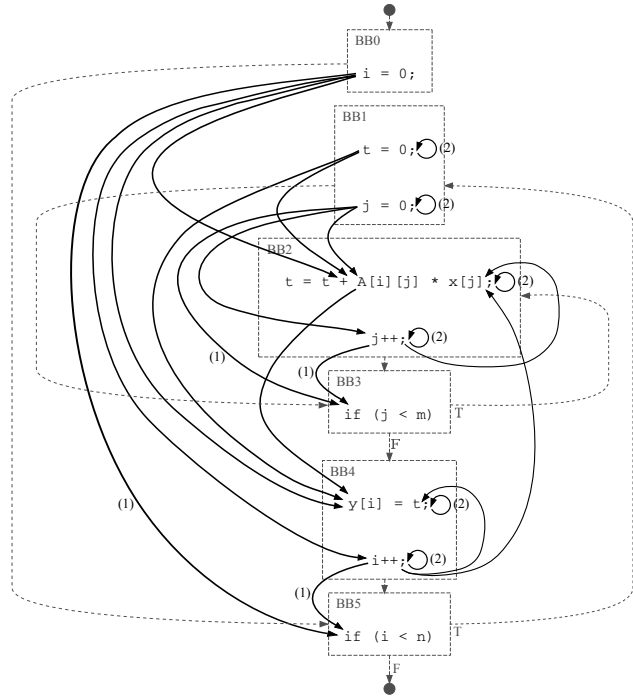 BB0
i = 0;
BB1
t = 0; (2)
j = 0; (2)
BB2
t = t + A[i][j] * x[j]; (2)
j++; (2)
(1)
(1)
BB3
if (j < m)
T
F
BB4
y[i] = t; (2)
(1)
i++; (2)
(1)
BB5
if (i < n)
T
F